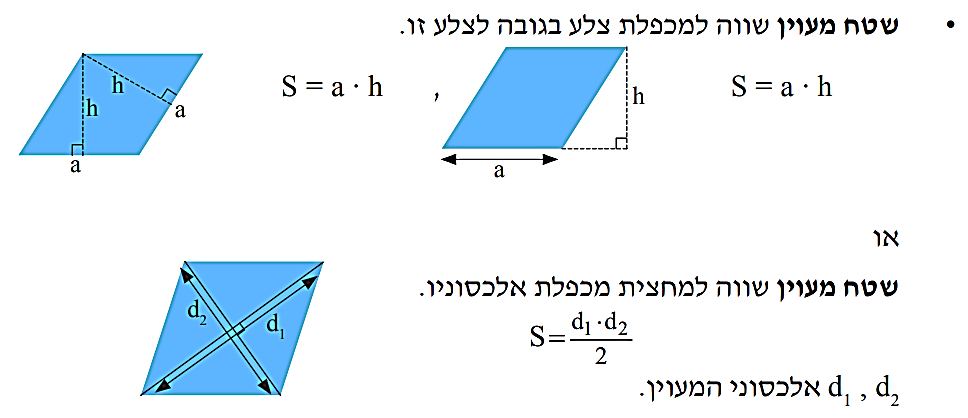 • שטח מעוין שווה למכפלת צלע בגובה לצלע זו.
S = a · h , S = a · h
h
h
a
a
h
a
או
שטח מעוין שווה למחצית מכפלת אלכסוניו.
S = d₁·d₂ / 2
d₁ , d₂ אלכסוני המעוין.
d₂
d₁